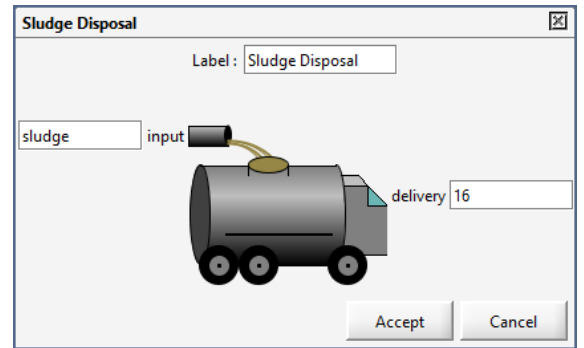 Sludge Disposal
Label : Sludge Disposal
sludge input
delivery 16
Accept Cancel